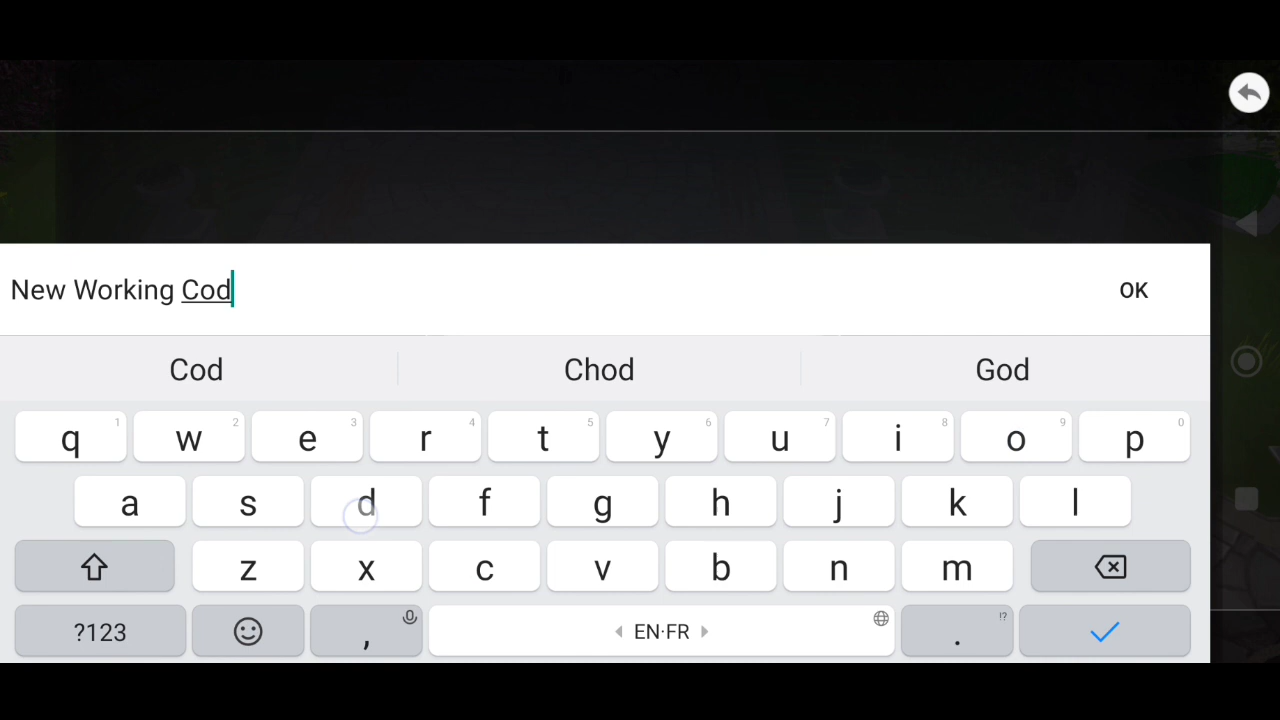 New Working Cod
OK
Cod Chod God
q 1 w 2 e 3 r 4 t 5 y 6 u 7 i 8 o 9 p 0
a s d f g h j k l
z x c v b n m
?123 , EN·FR . !?